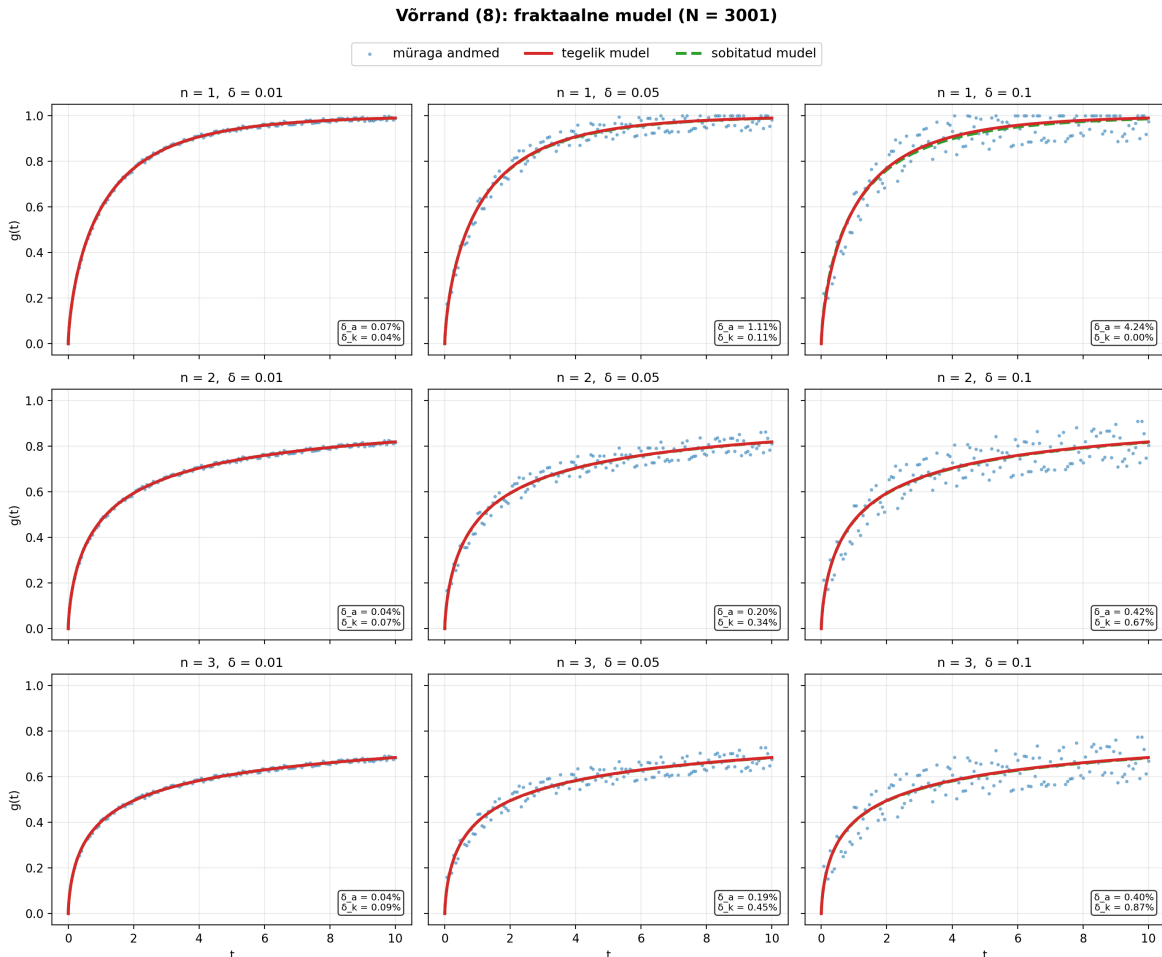 Võrrand (8): fraktaalne mudel (N = 3001)
müraga andmed tegelik mudel sobitatud mudel
n = 1, δ = 0.01
n = 1, δ = 0.05
n = 1, δ = 0.1
1.0
0.8
0.6
0.4
0.2
0.0
g(t)
δ_a = 0.07%
δ_k = 0.04%
δ_a = 1.11%
δ_k = 0.11%
δ_a = 4.24%
δ_k = 0.00%
n = 2, δ = 0.01
n = 2, δ = 0.05
n = 2, δ = 0.1
1.0
0.8
0.6
0.4
0.2
0.0
g(t)
δ_a = 0.04%
δ_k = 0.07%
δ_a = 0.20%
δ_k = 0.34%
δ_a = 0.42%
δ_k = 0.67%
n = 3, δ = 0.01
n = 3, δ = 0.05
n = 3, δ = 0.1
1.0
0.8
0.6
0.4
0.2
0.0
g(t)
δ_a = 0.04%
δ_k = 0.09%
δ_a = 0.19%
δ_k = 0.45%
δ_a = 0.40%
δ_k = 0.87%
0 2 4 6 8 10
0 2 4 6 8 10
0 2 4 6 8 10
t
t
t